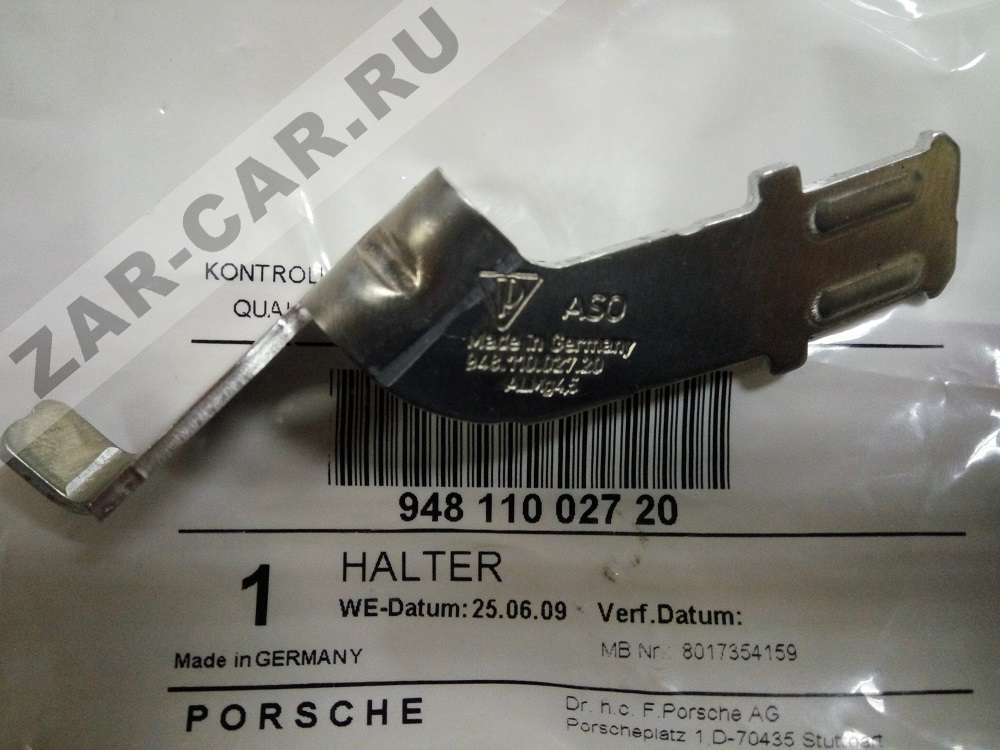 ZAR-CAR.RU
KONTROL
ASO
Made in Germany
948.110.027.20
ALMg4,5
948 110 027 20
1 HALTER
WE-Datum: 25.06.09 Verf.Datum:
MB Nr.: 8017354159
Made in GERMANY
PORSCHE
Dr. h.c. F.Porsche AG
Porscheplatz 1,D-70435 Stuttgart